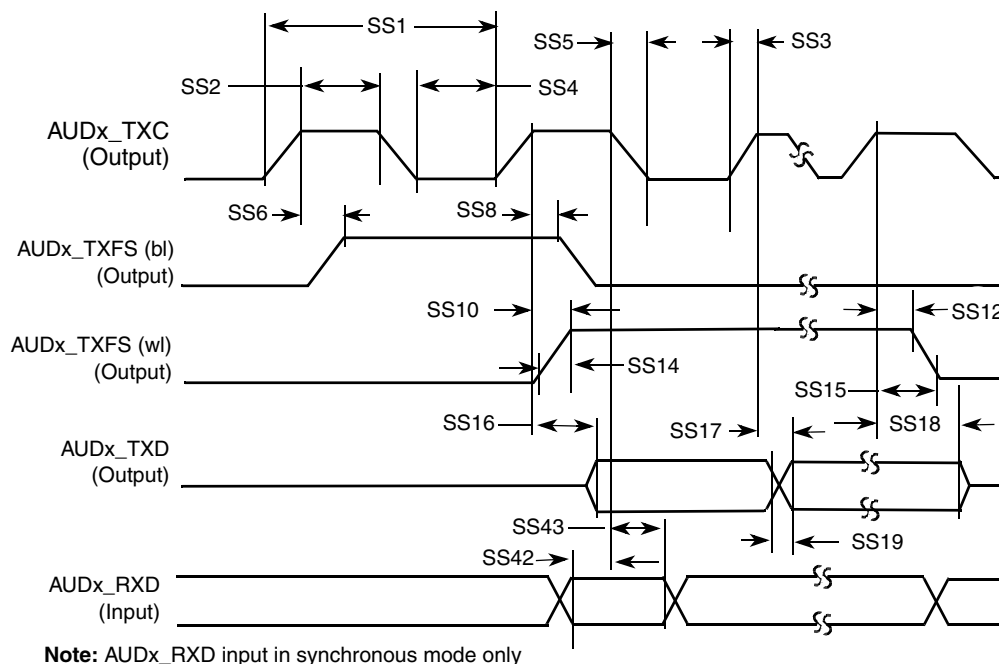 SS1
SS5
SS3
SS2
SS4
AUDx_TXC
(Output)
SS6
SS8
AUDx_TXFS (bl)
(Output)
SS10
SS12
AUDx_TXFS (wl)
(Output)
SS14
SS15
SS16
SS17
SS18
AUDx_TXD
(Output)
SS43
SS42
SS19
AUDx_RXD
(Input)
Note: AUDx_RXD input in synchronous mode only